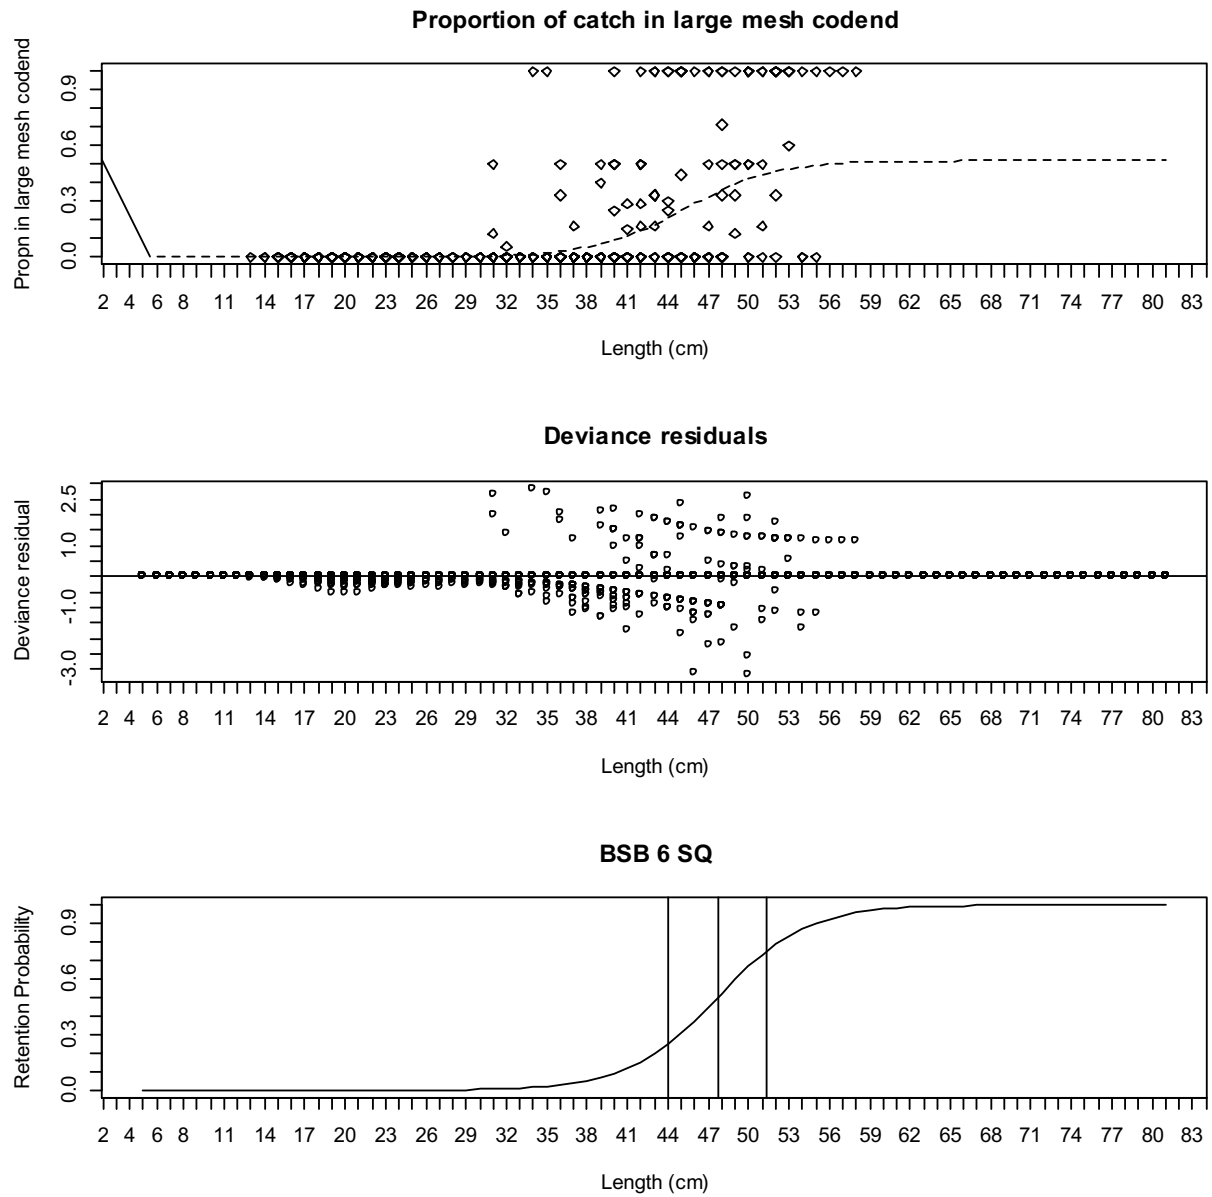 Proportion of catch in large mesh codend
Propn in large mesh codend
0.9
0.6
0.3
0.0
2 4 6 8 11 14 17 20 23 26 29 32 35 38 41 44 47 50 53 56 59 62 65 68 71 74 77 80 83
Length (cm)
Deviance residuals
Deviance residual
2.5
1.0
-1.0
-3.0
2 4 6 8 11 14 17 20 23 26 29 32 35 38 41 44 47 50 53 56 59 62 65 68 71 74 77 80 83
Length (cm)
BSB 6 SQ
Retention Probability
0.9
0.6
0.3
0.0
2 4 6 8 11 14 17 20 23 26 29 32 35 38 41 44 47 50 53 56 59 62 65 68 71 74 77 80 83
Length (cm)